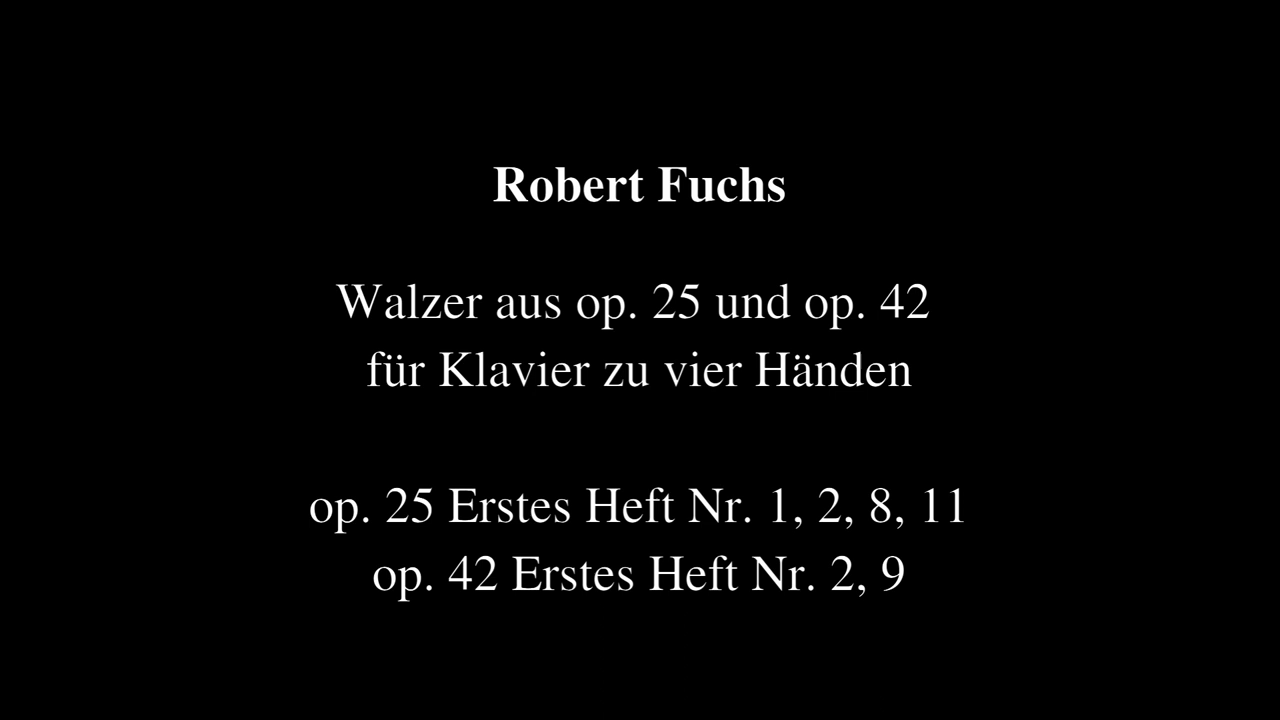 Robert Fuchs
Walzer aus op. 25 und op. 42
für Klavier zu vier Händen
op. 25 Erstes Heft Nr. 1, 2, 8, 11
op. 42 Erstes Heft Nr. 2, 9